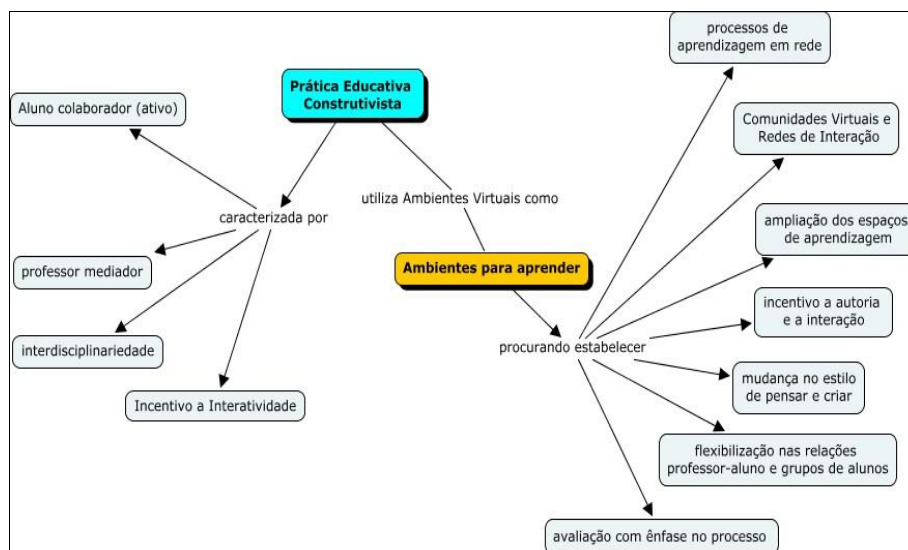 Prática Educativa
Construtivista
Aluno colaborador (ativo)
caracterizada por
professor mediador
interdisciplinariedade
Incentivo a Interatividade
utiliza Ambientes Virtuais como
Ambientes para aprender
procurando estabelecer
processos de
aprendizagem em rede
Comunidades Virtuais e
Redes de Interação
ampliação dos espaços
de aprendizagem
incentivo a autoria
e a interação
mudança no estilo
de pensar e criar
flexibilização nas relações
professor-aluno e grupos de alunos
avaliação com ênfase no processo